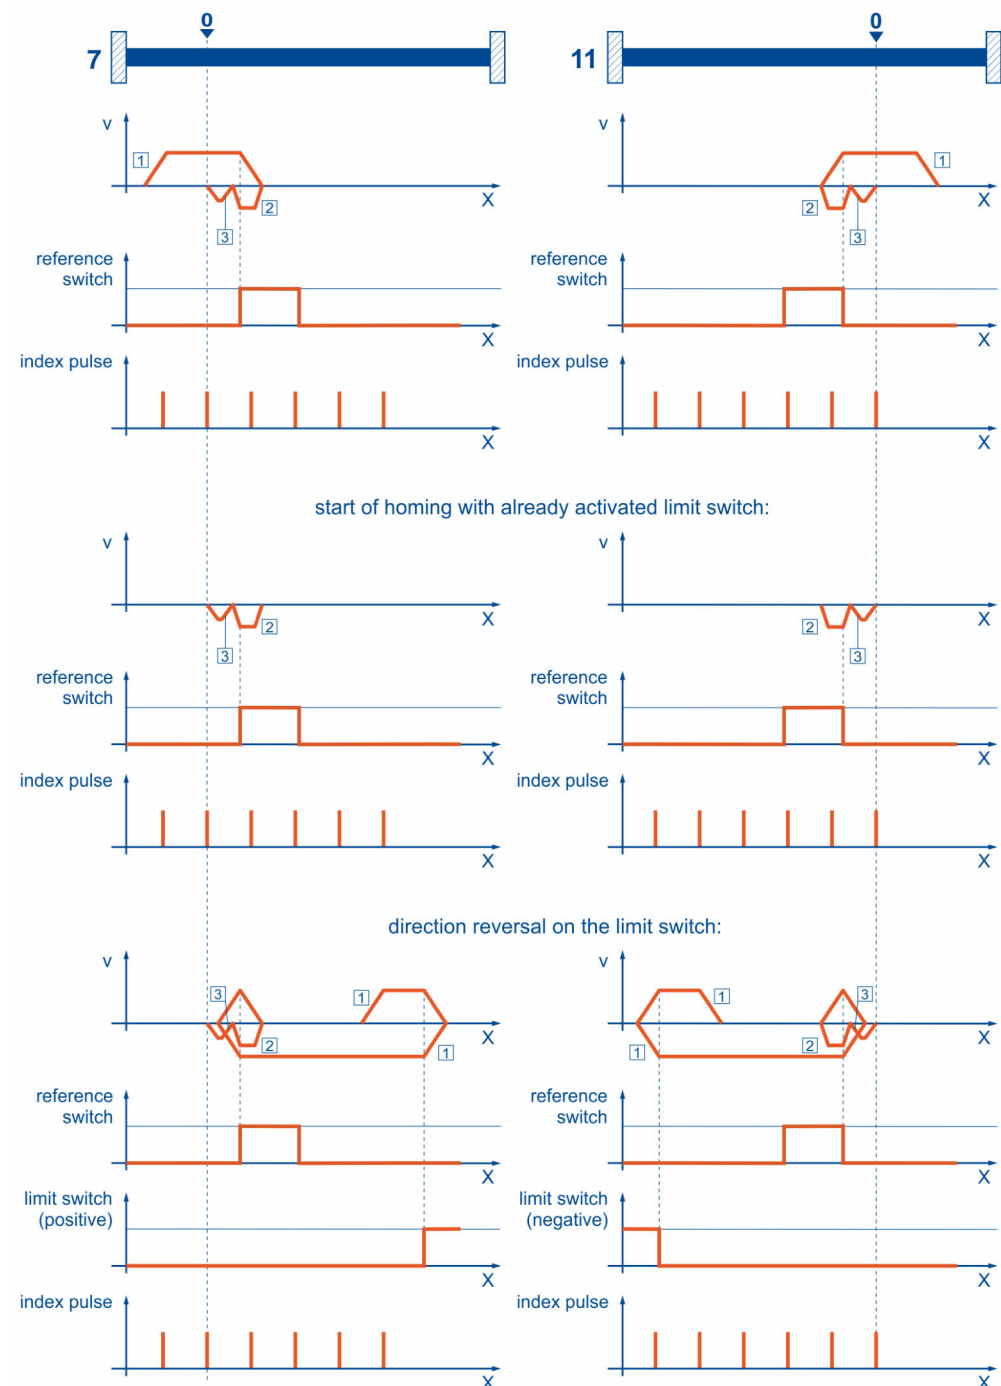 0
0
7
11
v
v
1
1
X
X
2
2
3
3
reference
switch
reference
switch
X
X
index pulse
index pulse
X
X
start of homing with already activated limit switch:
v
v
X
X
2
2
3
3
reference
switch
reference
switch
X
X
index pulse
index pulse
X
X
direction reversal on the limit switch:
v
v
3
1
1
3
X
X
2
1
1
2
reference
switch
reference
switch
X
X
limit switch
(positive)
limit switch
(negative)
X
X
index pulse
index pulse
X
X